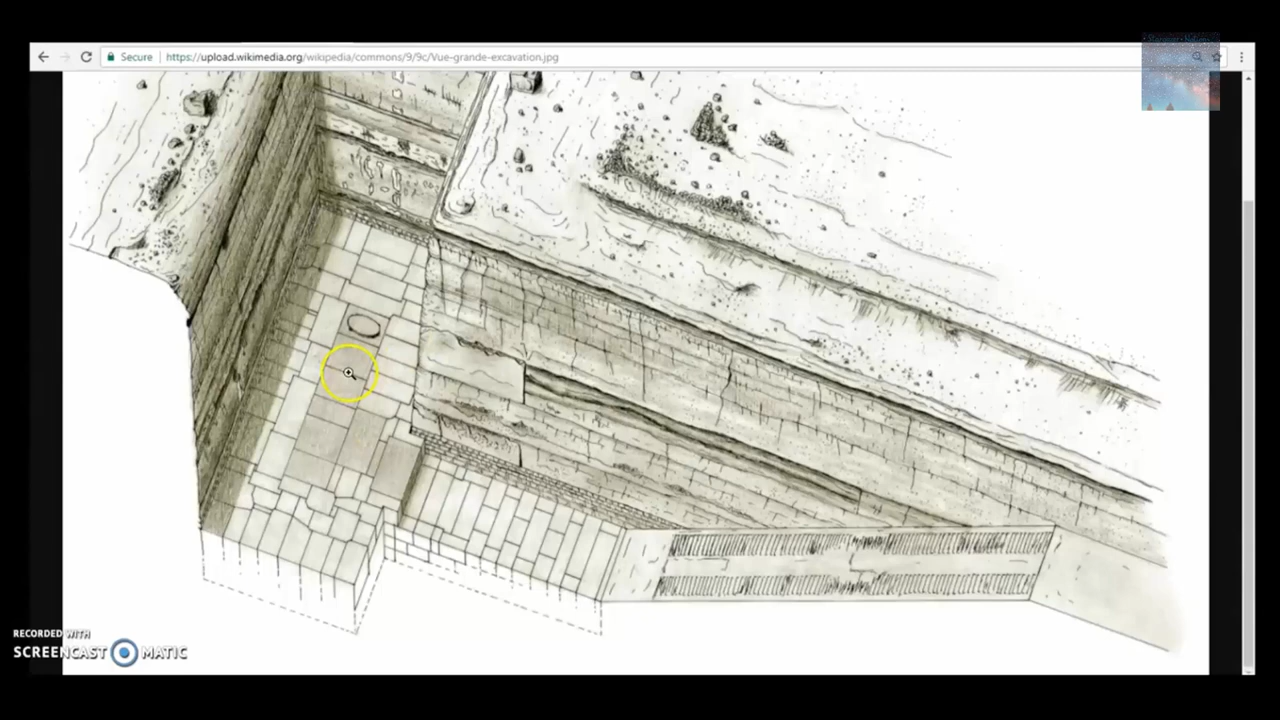 Secure https://upload.wikimedia.org/wikipedia/commons/9/9c/Vue-grande-excavation.jpg
RECORDED WITH
SCREENCAST MATIC